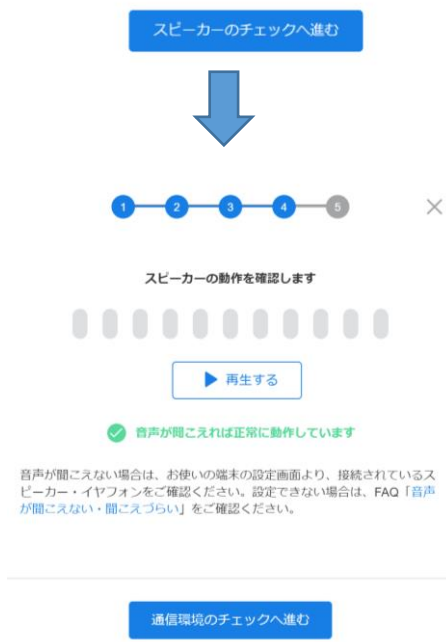 スピーカーのチェックへ進む
1 2 3 4 5
スピーカーの動作を確認します
再生する
音声が聞こえれば正常に動作しています
音声が聞こえない場合は、お使いの端末の設定画面より、接続されているス
ピーカー・イヤフォンをご確認ください。設定できない場合は、FAQ「音声
が聞こえない・聞こえづらい」をご確認ください。
通信環境のチェックへ進む